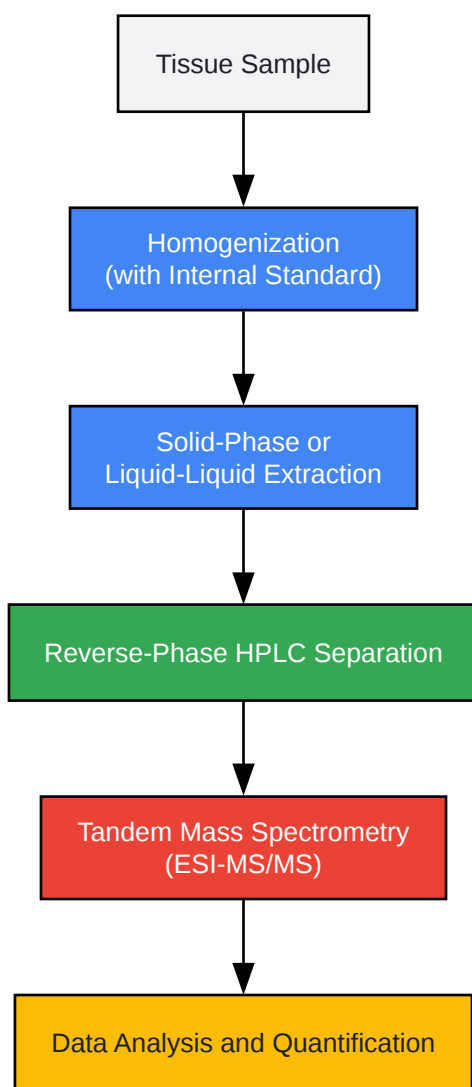 Tissue Sample
Homogenization
(with Internal Standard)
Solid-Phase or
Liquid-Liquid Extraction
Reverse-Phase HPLC Separation
Tandem Mass Spectrometry
(ESI-MS/MS)
Data Analysis and Quantification